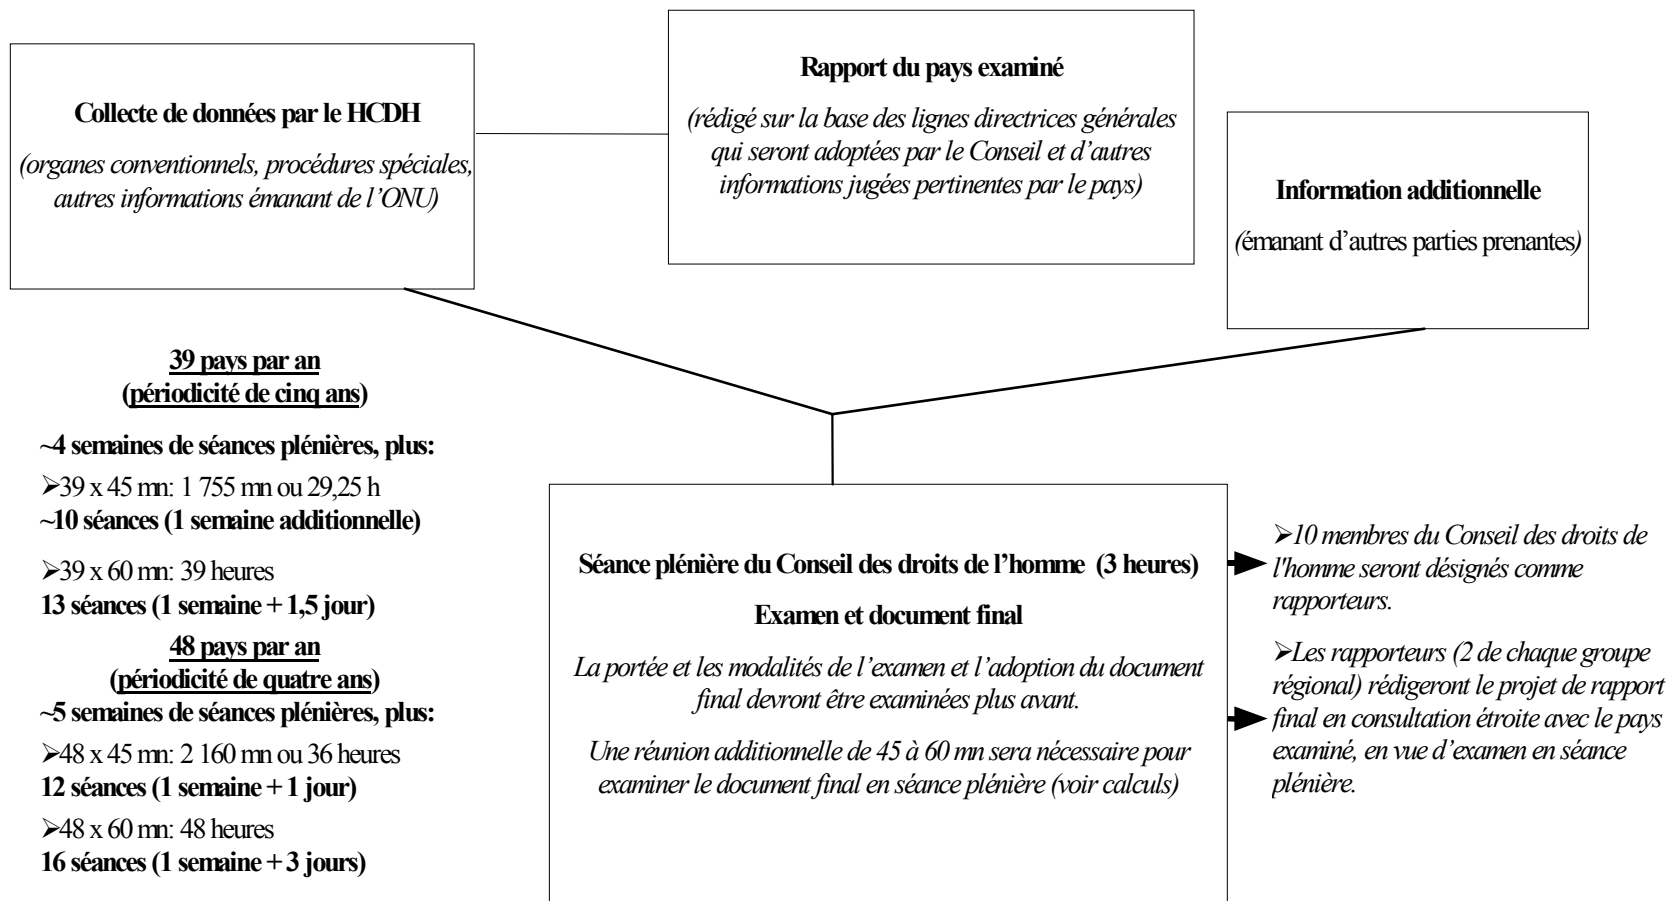 Collecte de données par le HCDH
(organes conventionnels, procédures spéciales,
autres informations émanant de l'ONU)
Rapport du pays examiné
(rédigé sur la base des lignes directrices générales
qui seront adoptées par le Conseil et d'autres
informations jugées pertinentes par le pays)
Information additionnelle
(émanant d'autres parties prenantes)
39 pays par an
(périodicité de cinq ans)
~4 semaines de séances plénières, plus:
➢39 x 45 mn: 1 755 mn ou 29,25 h
~10 séances (1 semaine additionnelle)
➢39 x 60 mn: 39 heures
13 séances (1 semaine + 1,5 jour)
48 pays par an
(périodicité de quatre ans)
~5 semaines de séances plénières, plus:
➢48 x 45 mn: 2 160 mn ou 36 heures
12 séances (1 semaine + 1 jour)
➢48 x 60 mn: 48 heures
16 séances (1 semaine + 3 jours)
Séance plénière du Conseil des droits de l'homme (3 heures)
Examen et document final
La portée et les modalités de l'examen et l'adoption du document
final devront être examinées plus avant.
Une réunion additionnelle de 45 à 60 mn sera nécessaire pour
examiner le document final en séance plénière (voir calculs)
➢10 membres du Conseil des droits de
l'homme seront désignés comme
rapporteurs.
➢Les rapporteurs (2 de chaque groupe
régional) rédigeront le projet de rapport
final en consultation étroite avec le pays
examiné, en vue d'examen en séance
plénière.